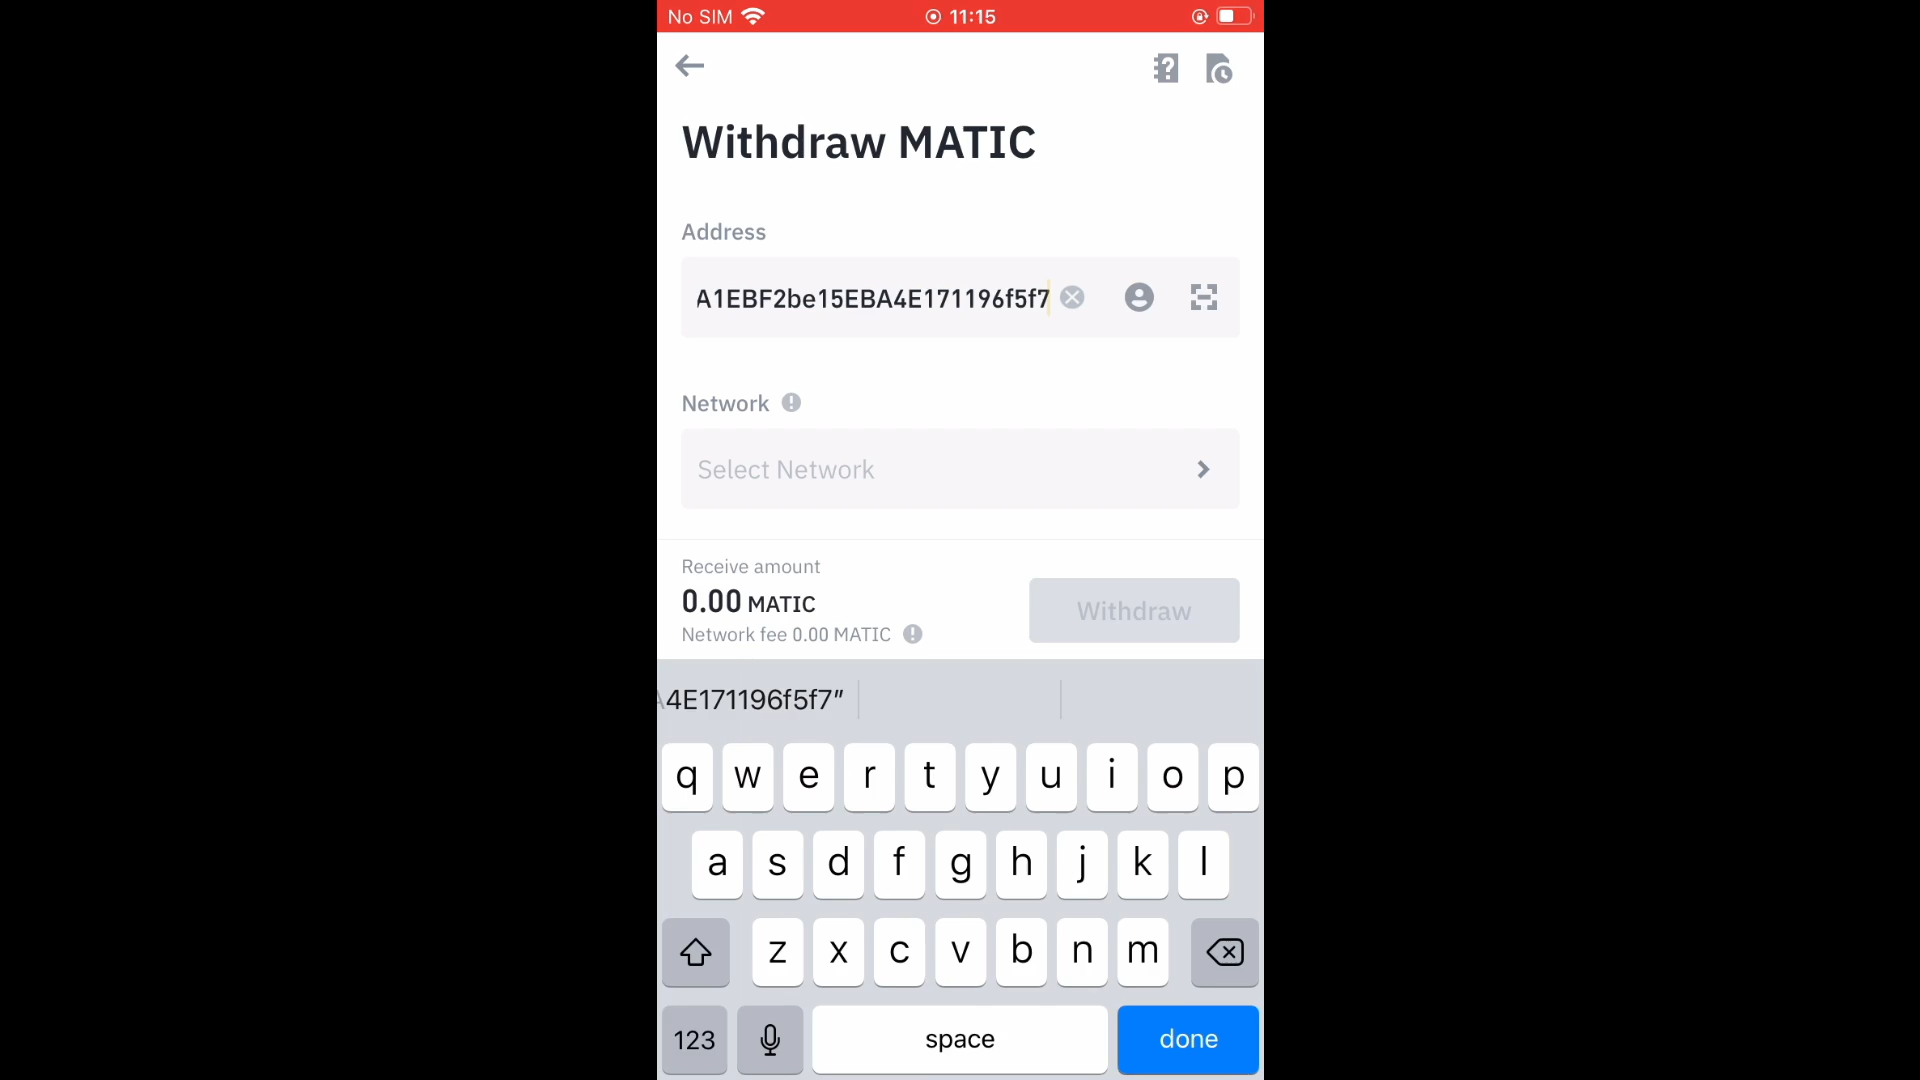 No SIM 11:15
Withdraw MATIC
Address
A1EBF2be15EBA4E171196f5f7
Network
Select Network
Receive amount
0.00 MATIC
Network fee 0.00 MATIC
Withdraw
A4E171196f5f7"
q w e r t y u i o p
a s d f g h j k l
z x c v b n m
123 space done